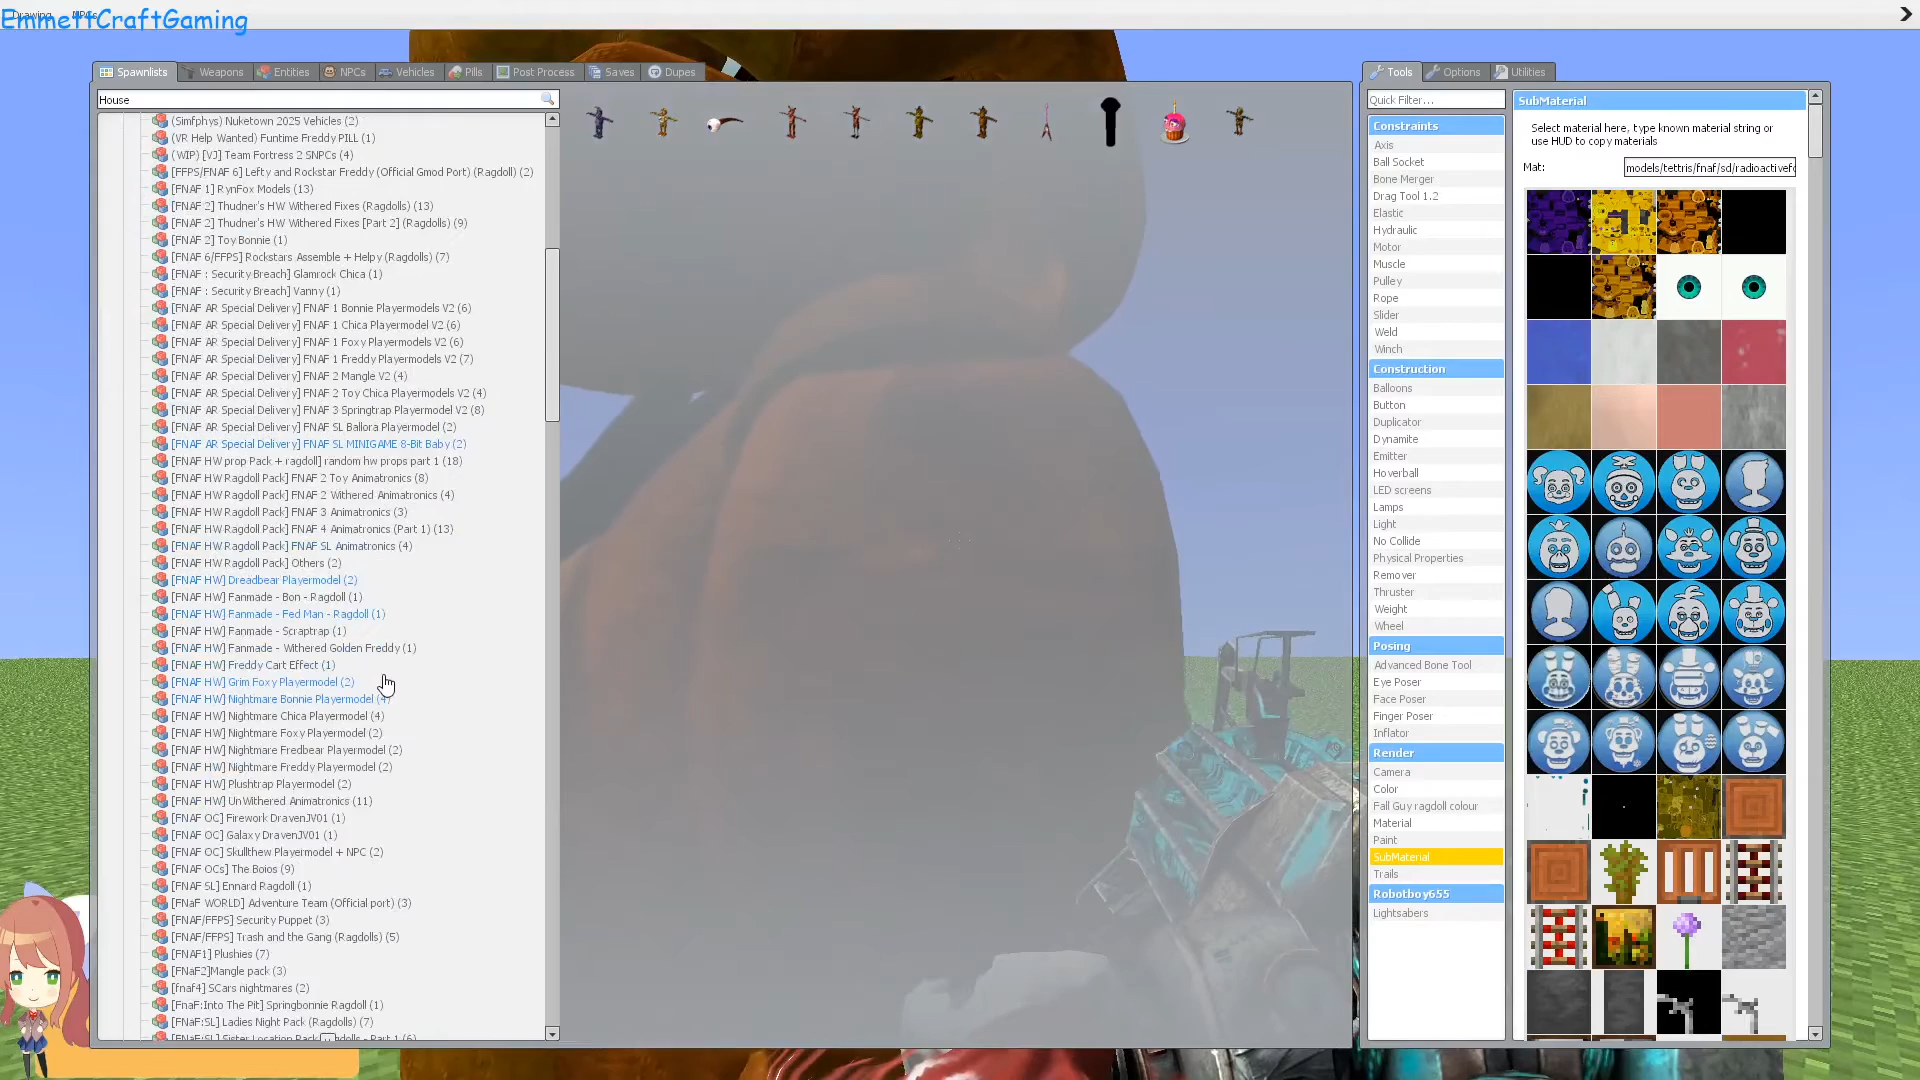 Drawing NPCs
EmmettCraftGaming
Spawnlists
Weapons
Entities
NPCs
Vehicles
Pills
Post Process
Saves
Dupes
House
(Simfphys) Nuketown 2025 Vehicles (2)
(VR Help Wanted) Funtime Freddy PILL (1)
(WIP) [VJ] Team Fortress 2 SNPCs (4)
[FFPS/FNAF 6] Lefty and Rockstar Freddy (Official Gmod Port) (Ragdoll) (2)
[FNAF 1] RynFox Models (13)
[FNAF 2] Thudner's HW Withered Fixes (Ragdolls) (13)
[FNAF 2] Thudner's HW Withered Fixes [Part 2] (Ragdolls) (9)
[FNAF 2] Toy Bonnie (1)
[FNAF 6/FFPS] Rockstars Assemble + Helpy (Ragdolls) (7)
[FNAF : Security Breach] Glamrock Chica (1)
[FNAF : Security Breach] Vanny (1)
[FNAF AR Special Delivery] FNAF 1 Bonnie Playermodels V2 (6)
[FNAF AR Special Delivery] FNAF 1 Chica Playermodel V2 (6)
[FNAF AR Special Delivery] FNAF 1 Foxy Playermodels V2 (6)
[FNAF AR Special Delivery] FNAF 1 Freddy Playermodels V2 (7)
[FNAF AR Special Delivery] FNAF 2 Mangle V2 (4)
[FNAF AR Special Delivery] FNAF 2 Toy Chica Playermodels V2 (4)
[FNAF AR Special Delivery] FNAF 3 Springtrap Playermodel V2 (8)
[FNAF AR Special Delivery] FNAF SL Ballora Playermodel (2)
[FNAF AR Special Delivery] FNAF SL MINIGAME 8-Bit Baby (2)
[FNAF HW prop Pack + ragdoll] random hw props part 1 (18)
[FNAF HW Ragdoll Pack] FNAF 2 Toy Animatronics (8)
[FNAF HW Ragdoll Pack] FNAF 2 Withered Animatronics (4)
[FNAF HW Ragdoll Pack] FNAF 3 Animatronics (3)
[FNAF HW Ragdoll Pack] FNAF 4 Animatronics (Part 1) (13)
[FNAF HW Ragdoll Pack] FNAF SL Animatronics (4)
[FNAF HW Ragdoll Pack] Others (2)
[FNAF HW] Dreadbear Playermodel (2)
[FNAF HW] Fanmade - Bon - Ragdoll (1)
[FNAF HW] Fanmade - Fed Man - Ragdoll (1)
[FNAF HW] Fanmade - Scraptrap (1)
[FNAF HW] Fanmade - Withered Golden Freddy (1)
[FNAF HW] Freddy Cart Effect (1)
[FNAF HW] Grim Foxy Playermodel (2)
[FNAF HW] Nightmare Bonnie Playermodel (4)
[FNAF HW] Nightmare Chica Playermodel (4)
[FNAF HW] Nightmare Foxy Playermodel (2)
[FNAF HW] Nightmare Fredbear Playermodel (2)
[FNAF HW] Nightmare Freddy Playermodel (2)
[FNAF HW] Plushtrap Playermodel (2)
[FNAF HW] UnWithered Animatronics (11)
[FNAF OC] Firework DravenJV01 (1)
[FNAF OC] Galaxy DravenJV01 (1)
[FNAF OC] Skullthew Playermodel + NPC (2)
[FNAF OCs] The Boios (9)
[FNAF SL] Ennard Ragdoll (1)
[FNaF WORLD] Adventure Team (Official port) (3)
[FNAF/FFPS] Security Puppet (3)
[FNAF/FFPS] Trash and the Gang (Ragdolls) (5)
[FNAF1] Plushies (7)
[FNaF2]Mangle pack (3)
[fnaf4] SCars nightmares (2)
[FnaF:Into The Pit] Springbonnie Ragdoll (1)
[FNaF:SL] Ladies Night Pack (Ragdolls) (7)
[FNaF:SL] Sister Location Pack Ragdolls - Part 1 (6)
Tools
Options
Utilities
Quick Filter...
Constraints
Axis
Ball Socket
Bone Merger
Drag Tool 1.2
Elastic
Hydraulic
Motor
Muscle
Pulley
Rope
Slider
Weld
Winch
Construction
Balloons
Button
Duplicator
Dynamite
Emitter
Hoverball
LED screens
Lamps
Light
No Collide
Physical Properties
Remover
Thruster
Weight
Wheel
Posing
Advanced Bone Tool
Eye Poser
Face Poser
Finger Poser
Inflator
Render
Camera
Color
Fall Guy ragdoll colour
Material
Paint
SubMaterial
Trails
Robotboy655
Lightsabers
SubMaterial
Select material here, type known material string or
use HUD to copy materials
Mat:
models/tettris/fnaf/sd/radioactivefo